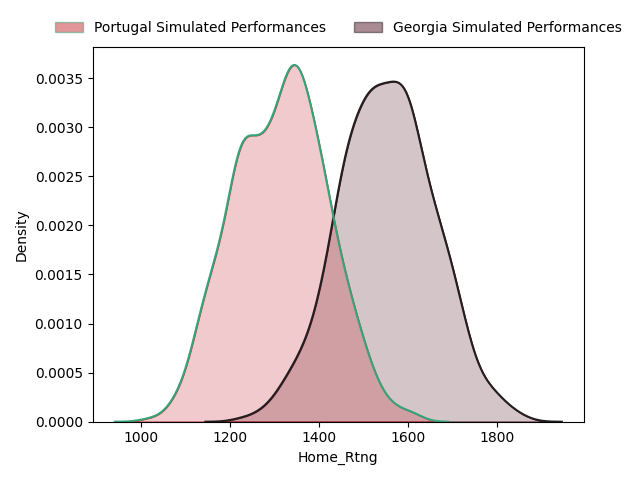 Portugal Simulated Performances Georgia Simulated Performances
0.0035
0.0030
0.0025
0.0020
0.0015
0.0010
0.0005
0.0000
Density
1000 1200 1400 1600 1800
Home_Rtng